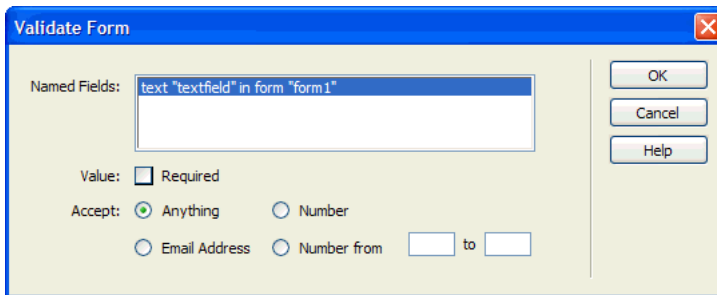 Validate Form
Named Fields:
text "textfield" in form "form1"
OK
Cancel
Help
Value: Required
Accept: Anything Number
Email Address Number from to